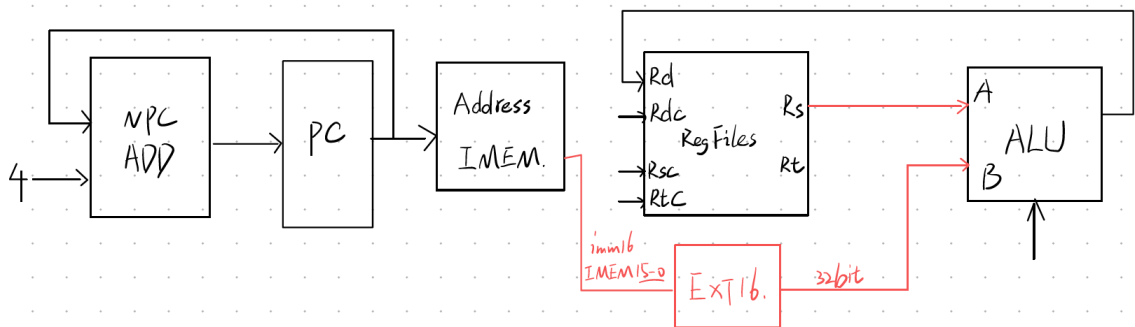 NPC
ADD
4
PC
Address
IMEM.
imm16
IMEM15-0
EXT16.
32bit
Rd
Rdc
Rsc
Rtc
RegFiles
Rs
Rt
A
B
ALU